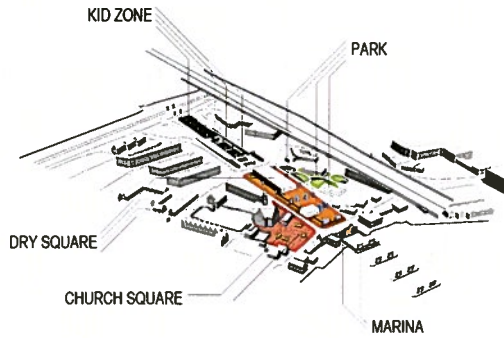 KID ZONE
PARK
DRY SQUARE
CHURCH SQUARE
MARINA